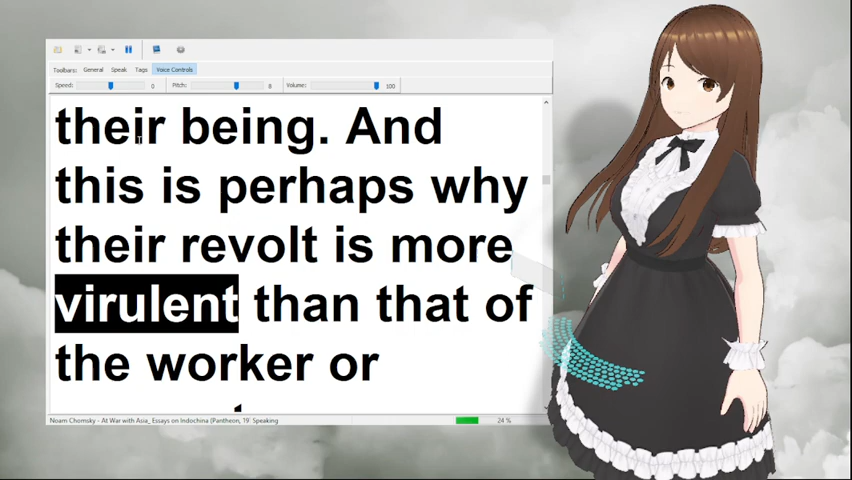 Toolbars: General Speak Tags Voice Controls
Speed: 0 Pitch: 8 Volume: 100
their being. And
this is perhaps why
their revolt is more
virulent than that of
the worker or
Noam Chomsky - At War with Asia_ Essays on Indochina (Pantheon, 19 Speaking 24 %